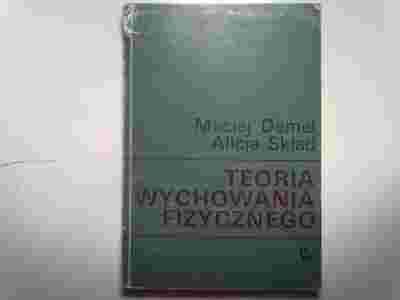 Maciej Demel
Alicja Skład
TEORIA
WYCHOWANIA
FIZYCZNEGO